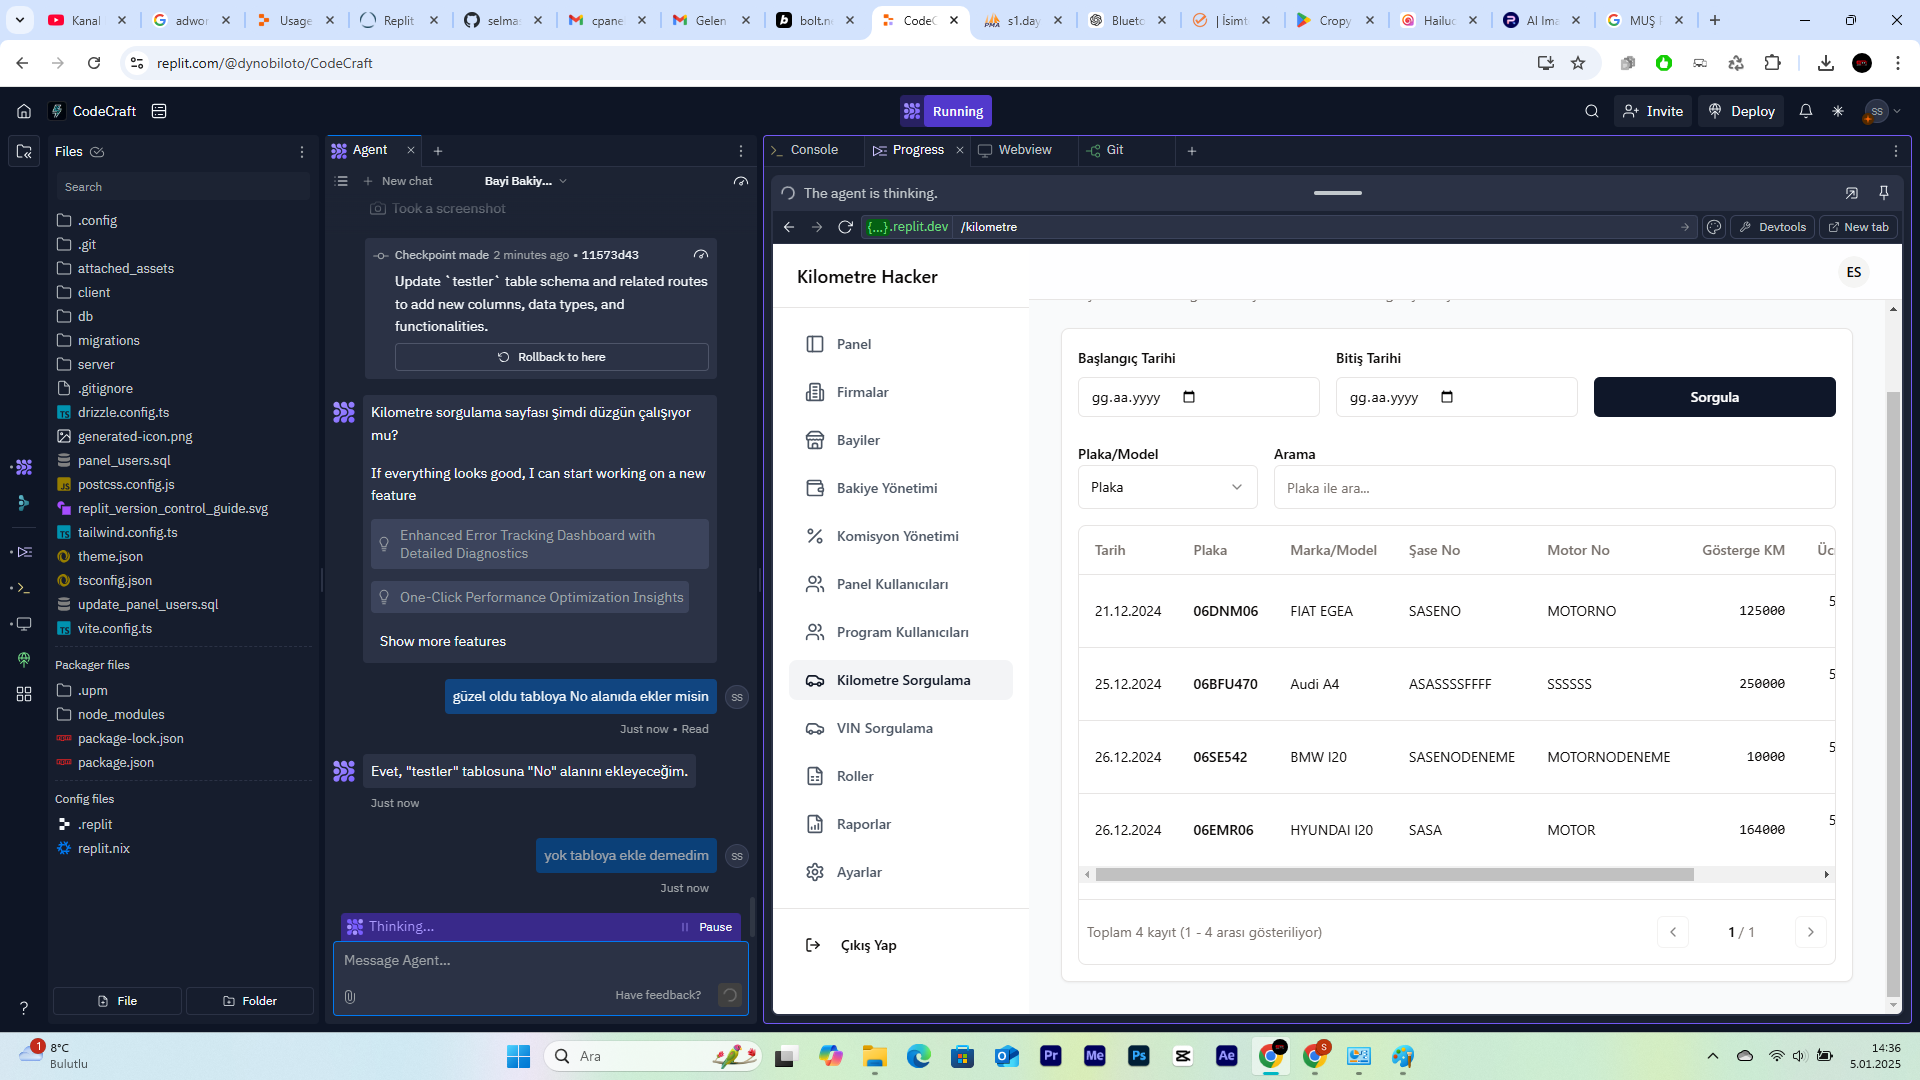 Kanal
adwor
Usage
Replit
selmas
cpane
Gelen
bolt.ne
CodeC
s1.day
Blueto
| İsimt
Cropy
Hailuo
AI Ima
MUŞ
replit.com/@dynobiloto/CodeCraft
CodeCraft
Running
Invite
Deploy
SS
Files
Search
.config
.git
attached_assets
client
db
migrations
server
.gitignore
drizzle.config.ts
generated-icon.png
panel_users.sql
postcss.config.js
replit_version_control_guide.svg
tailwind.config.ts
theme.json
tsconfig.json
update_panel_users.sql
vite.config.ts
Packager files
.upm
node_modules
package-lock.json
package.json
Config files
.replit
replit.nix
File
Folder
Agent
New chat
Bayi Bakiy...
Took a screenshot
Checkpoint made 2 minutes ago • 11573d43
Update `testler` table schema and related routes
to add new columns, data types, and
functionalities.
Rollback to here
Kilometre sorgulama sayfası şimdi düzgün çalışıyor
mu?
If everything looks good, I can start working on a new
feature
Enhanced Error Tracking Dashboard with
Detailed Diagnostics
One-Click Performance Optimization Insights
Show more features
güzel oldu tabloya No alanıda ekler misin
SS
Just now • Read
Evet, "testler" tablosuna "No" alanını ekleyeceğim.
Just now
yok tabloya ekle demedim
SS
Just now
Thinking...
Pause
Message Agent...
Have feedback?
Console
Progress
Webview
Git
The agent is thinking.
{...}.replit.dev
/kilometre
Devtools
New tab
Kilometre Hacker
ES
Panel
Firmalar
Bayiler
Bakiye Yönetimi
Komisyon Yönetimi
Panel Kullanıcıları
Program Kullanıcıları
Kilometre Sorgulama
VIN Sorgulama
Roller
Raporlar
Ayarlar
Çıkış Yap
Başlangıç Tarihi
Bitiş Tarihi
gg.aa.yyyy
gg.aa.yyyy
Sorgula
Plaka/Model
Arama
Plaka
Plaka ile ara...
Tarih Plaka Marka/Model Şase No Motor No Gösterge KM Üc
21.12.2024 06DNM06 FIAT EGEA SASENO MOTORNO 125000 5
25.12.2024 06BFU470 Audi A4 ASASSSSFFFF SSSSSS 250000 5
26.12.2024 06SE542 BMW I20 SASENODENEME MOTORNODENEME 10000 5
26.12.2024 06EMR06 HYUNDAI I20 SASA MOTOR 164000 5
Toplam 4 kayıt (1 - 4 arası gösteriliyor)
1 / 1
1
8°C
Bulutlu
Ara
Pr
Me
Ps
Ae
S
14:36
5.01.2025